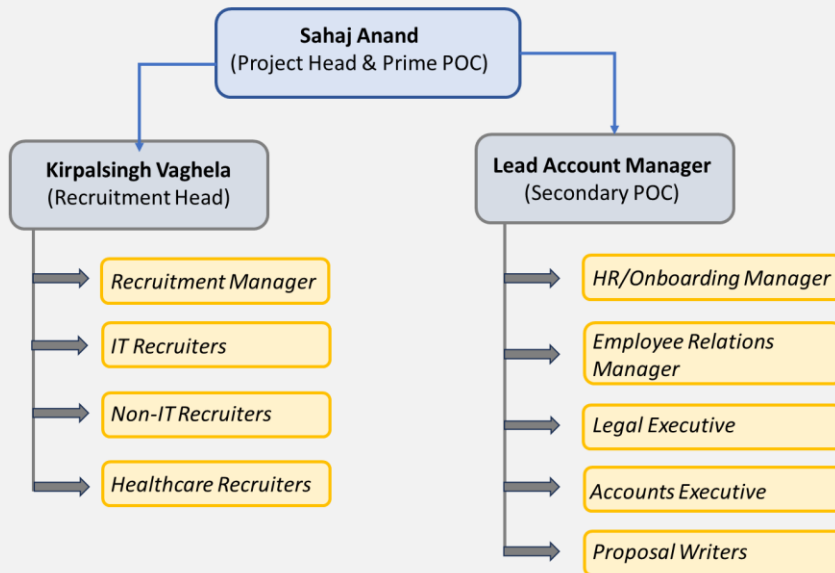 Sahaj Anand
(Project Head & Prime POC)
Kirpalsingh Vaghela
(Recruitment Head)
Recruitment Manager
IT Recruiters
Non-IT Recruiters
Healthcare Recruiters
Lead Account Manager
(Secondary POC)
HR/Onboarding Manager
Employee Relations
Manager
Legal Executive
Accounts Executive
Proposal Writers